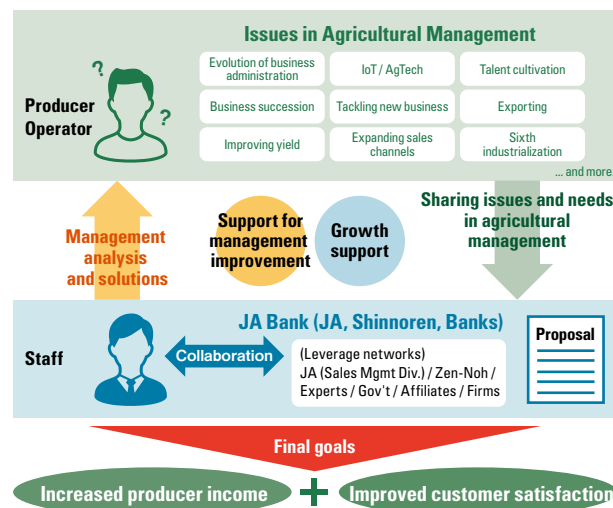 Issues in Agricultural Management
?
?
Producer
Operator
Evolution of business
administration
IoT / AgTech
Talent cultivation
Business succession
Tackling new business
Exporting
Improving yield
Expanding sales
channels
Sixth
industrialization
... and more.
Management
analysis
and solutions
Support for
management
improvement
Growth
support
Sharing issues and needs
in agricultural
management
JA Bank (JA, Shinnoren, Banks)
Staff
Collaboration
(Leverage networks)
JA (Sales Mgmt Div.) / Zen-Noh /
Experts / Gov't / Affiliates / Firms
Proposal
Final goals
Increased producer income
+
Improved customer satisfaction